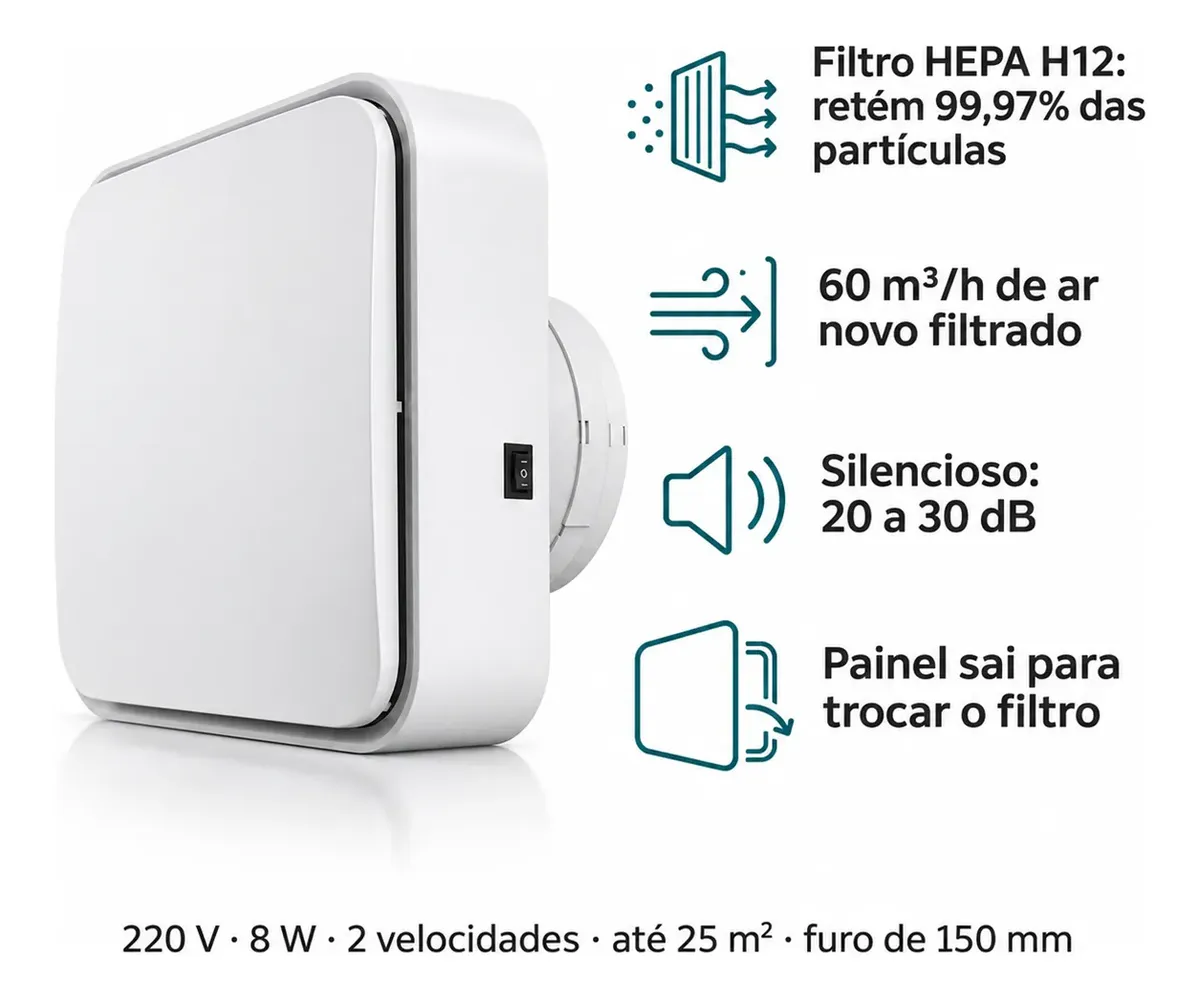 Filtro HEPA H12:
retém 99,97% das
partículas
60 m³/h de ar
novo filtrado
Silencioso:
20 a 30 dB
Painel sai para
trocar o filtro
220 V · 8 W · 2 velocidades · até 25 m² · furo de 150 mm